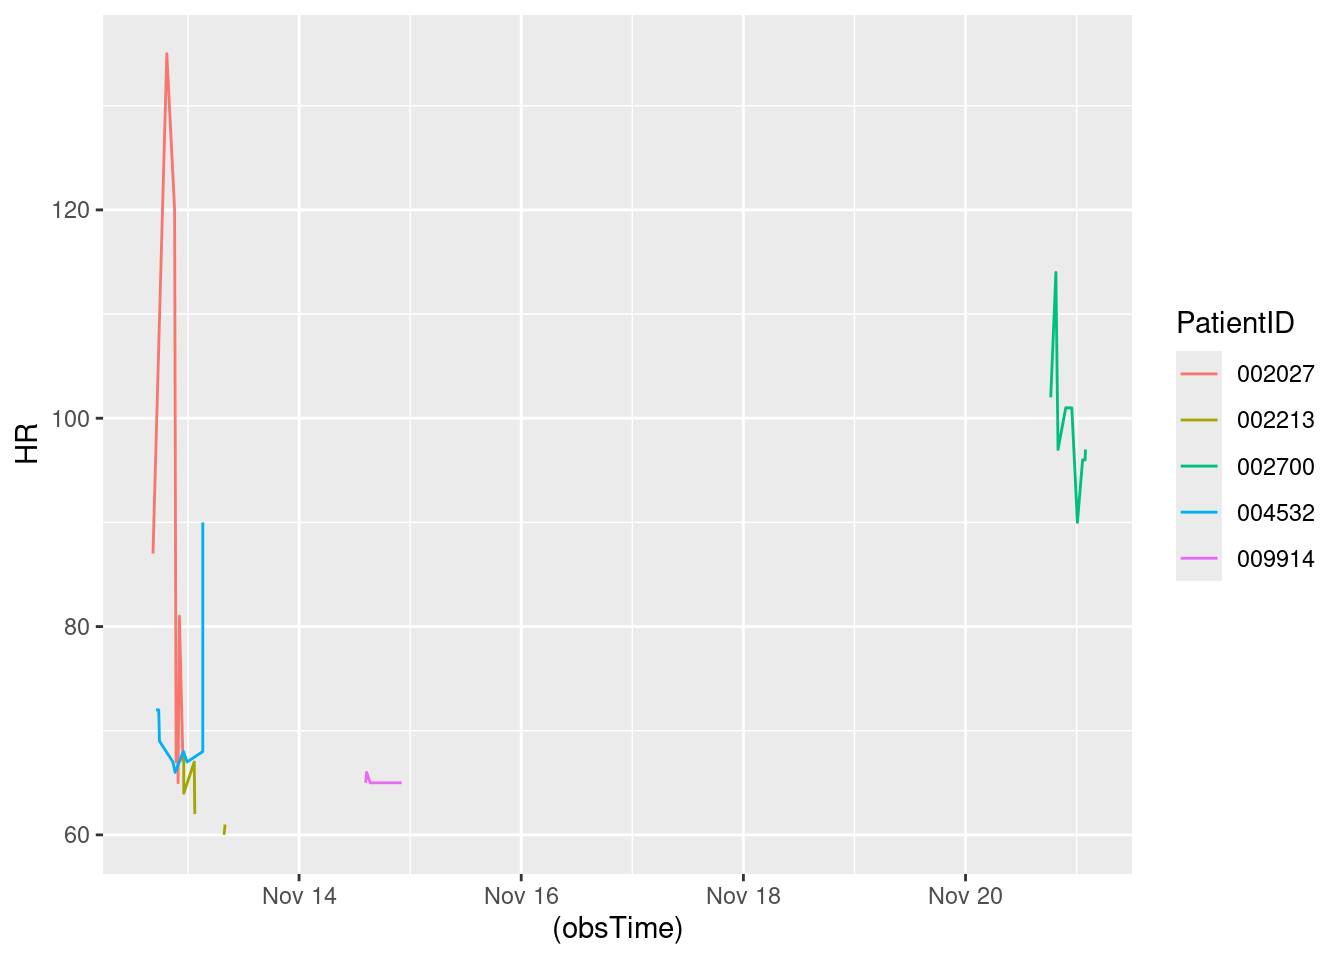 120
100
80
60
HR
Nov 14
Nov 16
Nov 18
Nov 20
(obsTime)
PatientID
002027
002213
002700
004532
009914